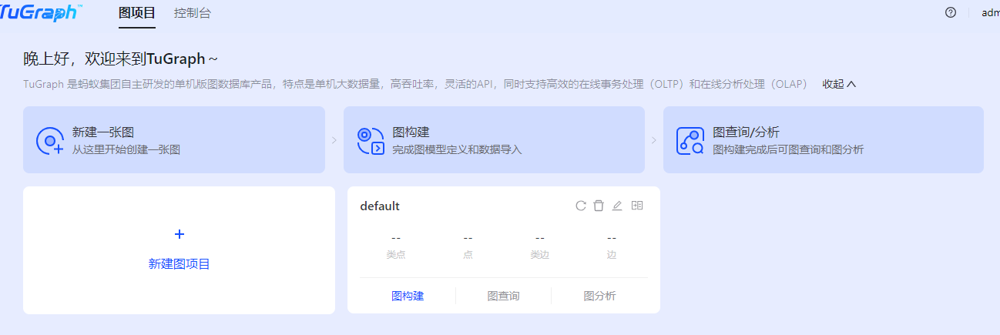 TuGraph™ 图项目 控制台 adm
晚上好，欢迎来到TuGraph ~
TuGraph 是蚂蚁集团自主研发的单机版图数据库产品，特点是单机大数据量，高吞吐率，灵活的API，同时支持高效的在线事务处理（OLTP）和在线分析处理（OLAP） 收起
新建一张图
从这里开始创建一张图
图构建
完成图模型定义和数据导入
图查询/分析
图构建完成后可图查询和图分析
+
新建图项目
default
-- -- -- --
类点 点 类边 边
图构建 图查询 图分析